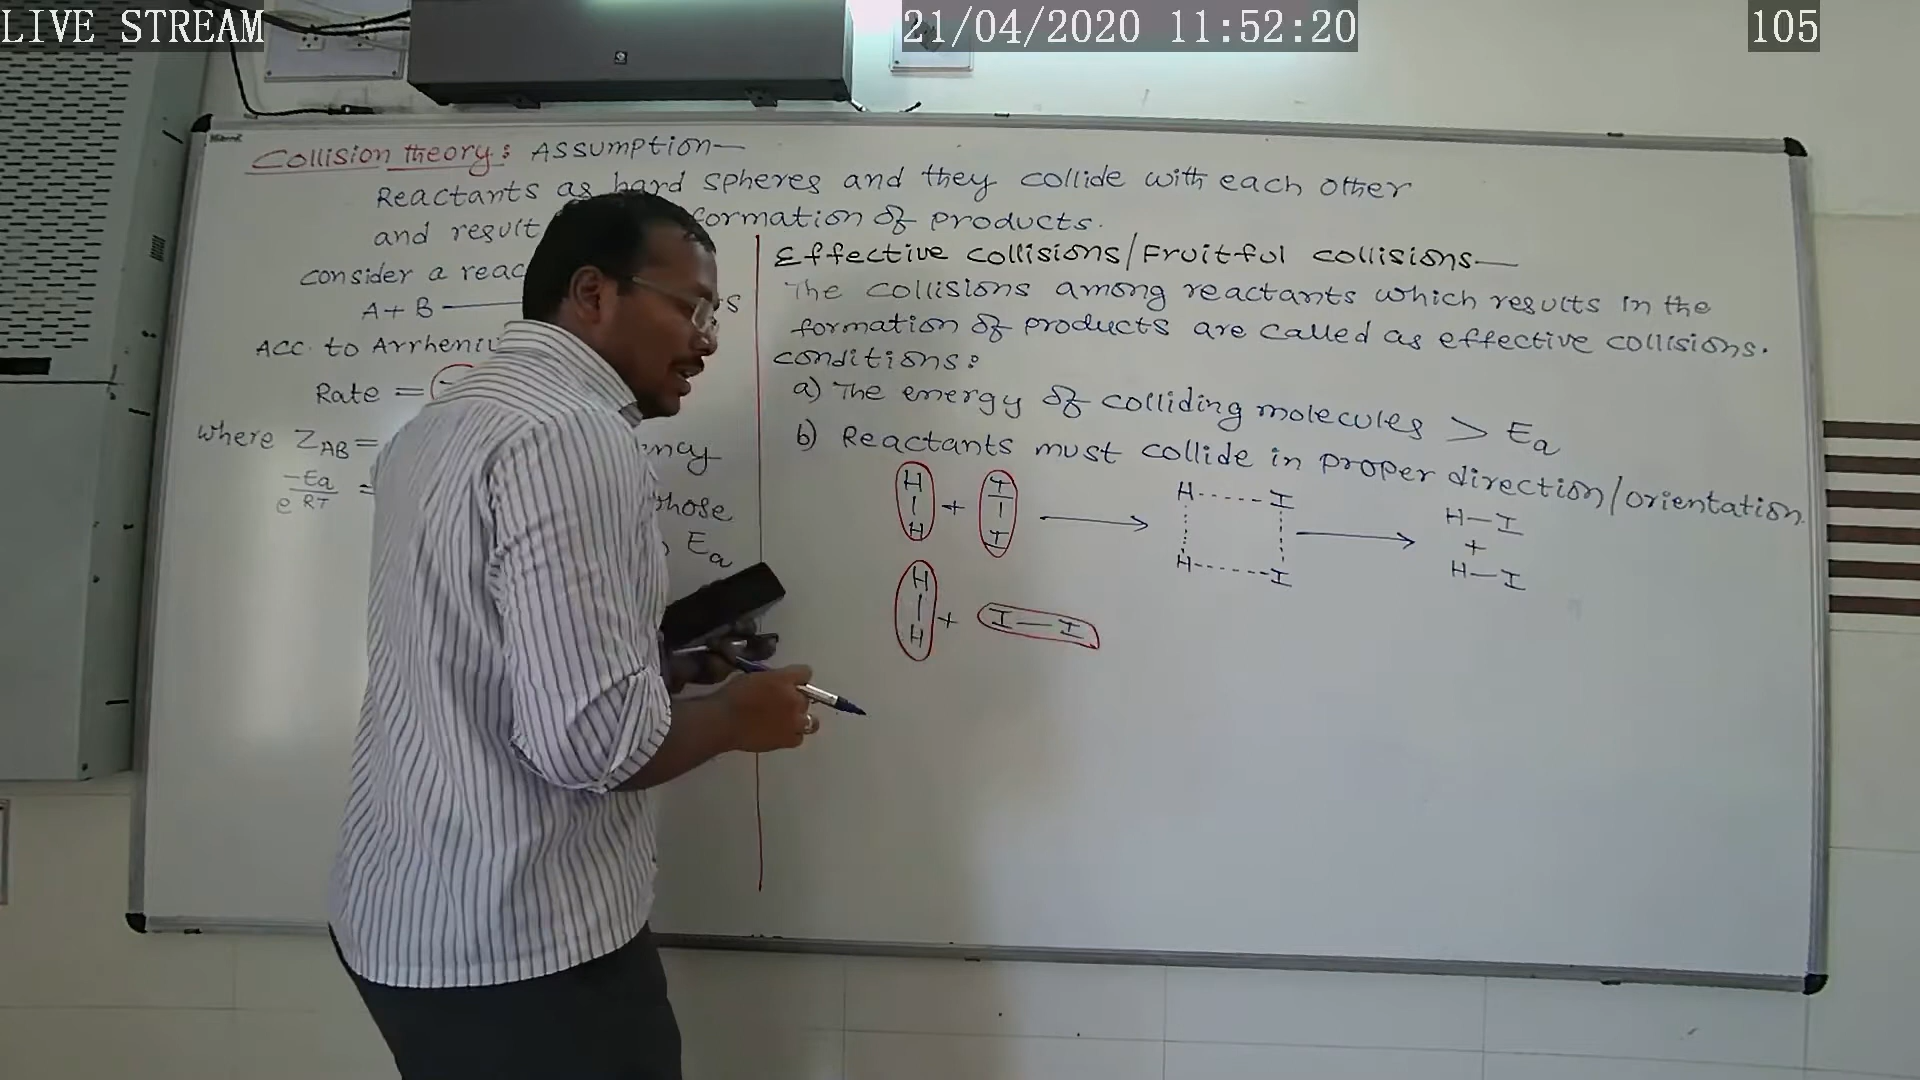 LIVE STREAM
21/04/2020 11:52:20
105
Collision theory: Assumption—
Reactants as hard spheres and they collide with each other
and result formation of products.
consider a reac
A+B
s
Acc. to Arrheniu
Rate =
where Z_AB =
ency
e^(-Ea/RT) =
whose
Ea
Effective collisions/Fruitful collisions—
The collisions among reactants which results in the
formation of products are called as effective collisions.
conditions:
a) The energy of colliding molecules > Ea
b) Reactants must collide in proper direction/orientation.
H I H-----I H—I
| + | ⟶ ⋮ ⋮ ⟶ +
H I H-----I H—I
H
| + I—I
H